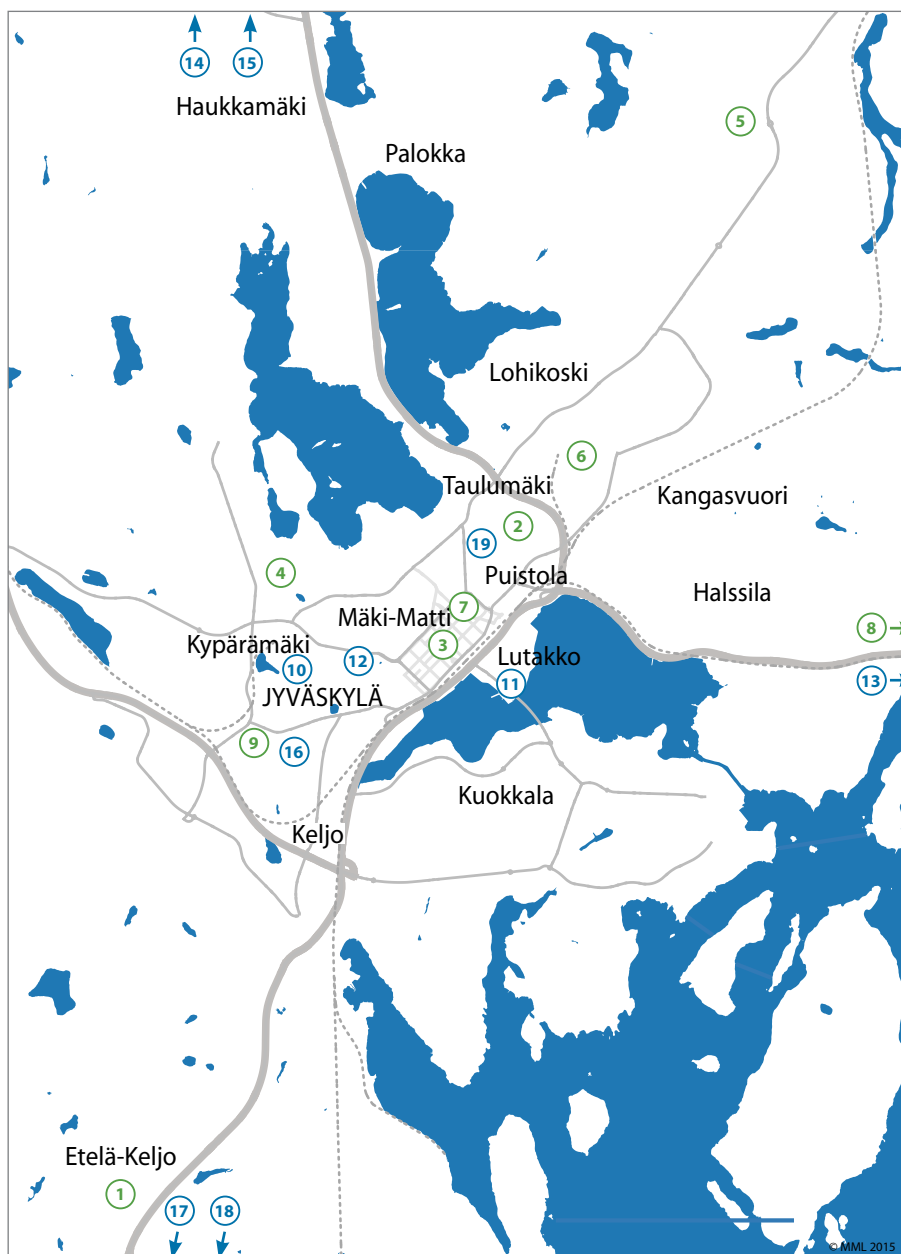 14
15
Haukkamäki
5
Palokka
Lohikoski
6
Taulumäki
Kangasvuori
2
19
4
Puistola
Halssila
7
Mäki-Matti
8
3
Kypärämäki
Lutakko
12
10
13
11
JYVÄSKYLÄ
9
16
Kuokkala
Keljo
Etelä-Keljo
1
17
18
© MML 2015